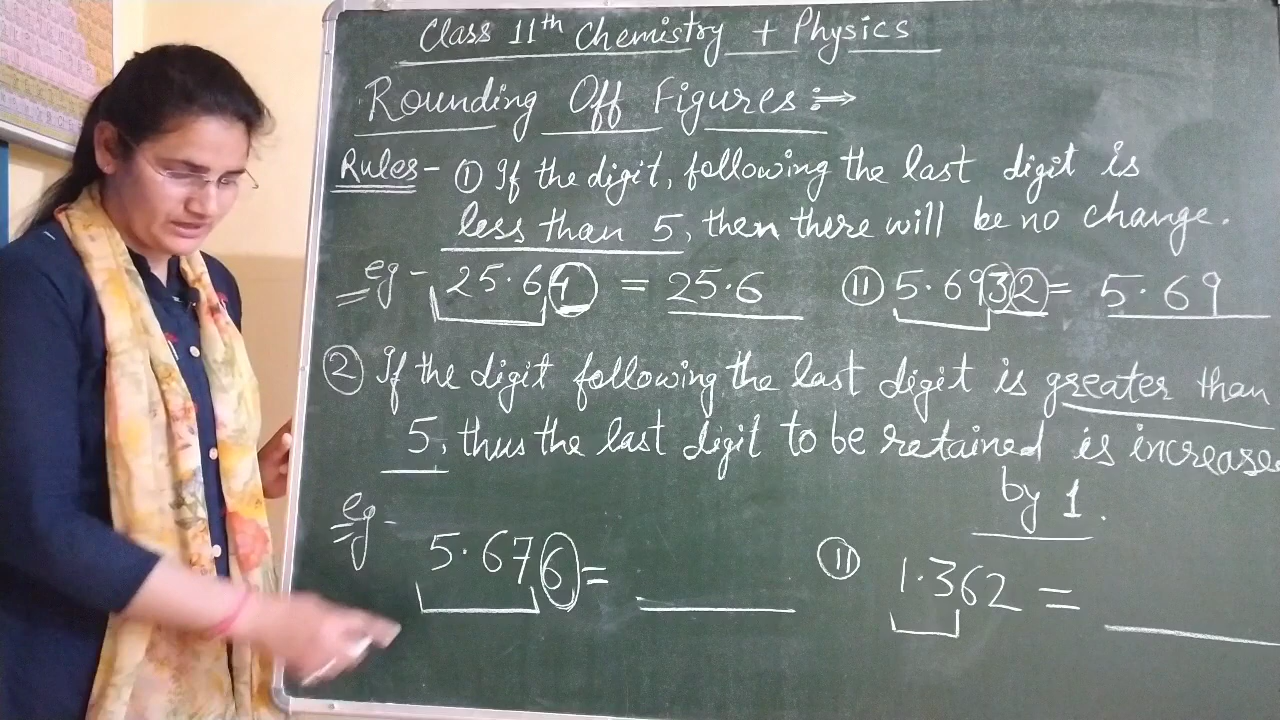 Class 11th Chemistry + Physics
Rounding Off Figures :⇒
Rules - ① If the digit, following the last digit is
less than 5, then there will be no change.
eg - 25.64 = 25.6 ⑪ 5.6932 = 5.69
② If the digit following the last digit is greater than
5, thus the last digit to be retained is increase
by 1.
eg - 5.676 = ⑪ 1.362 =